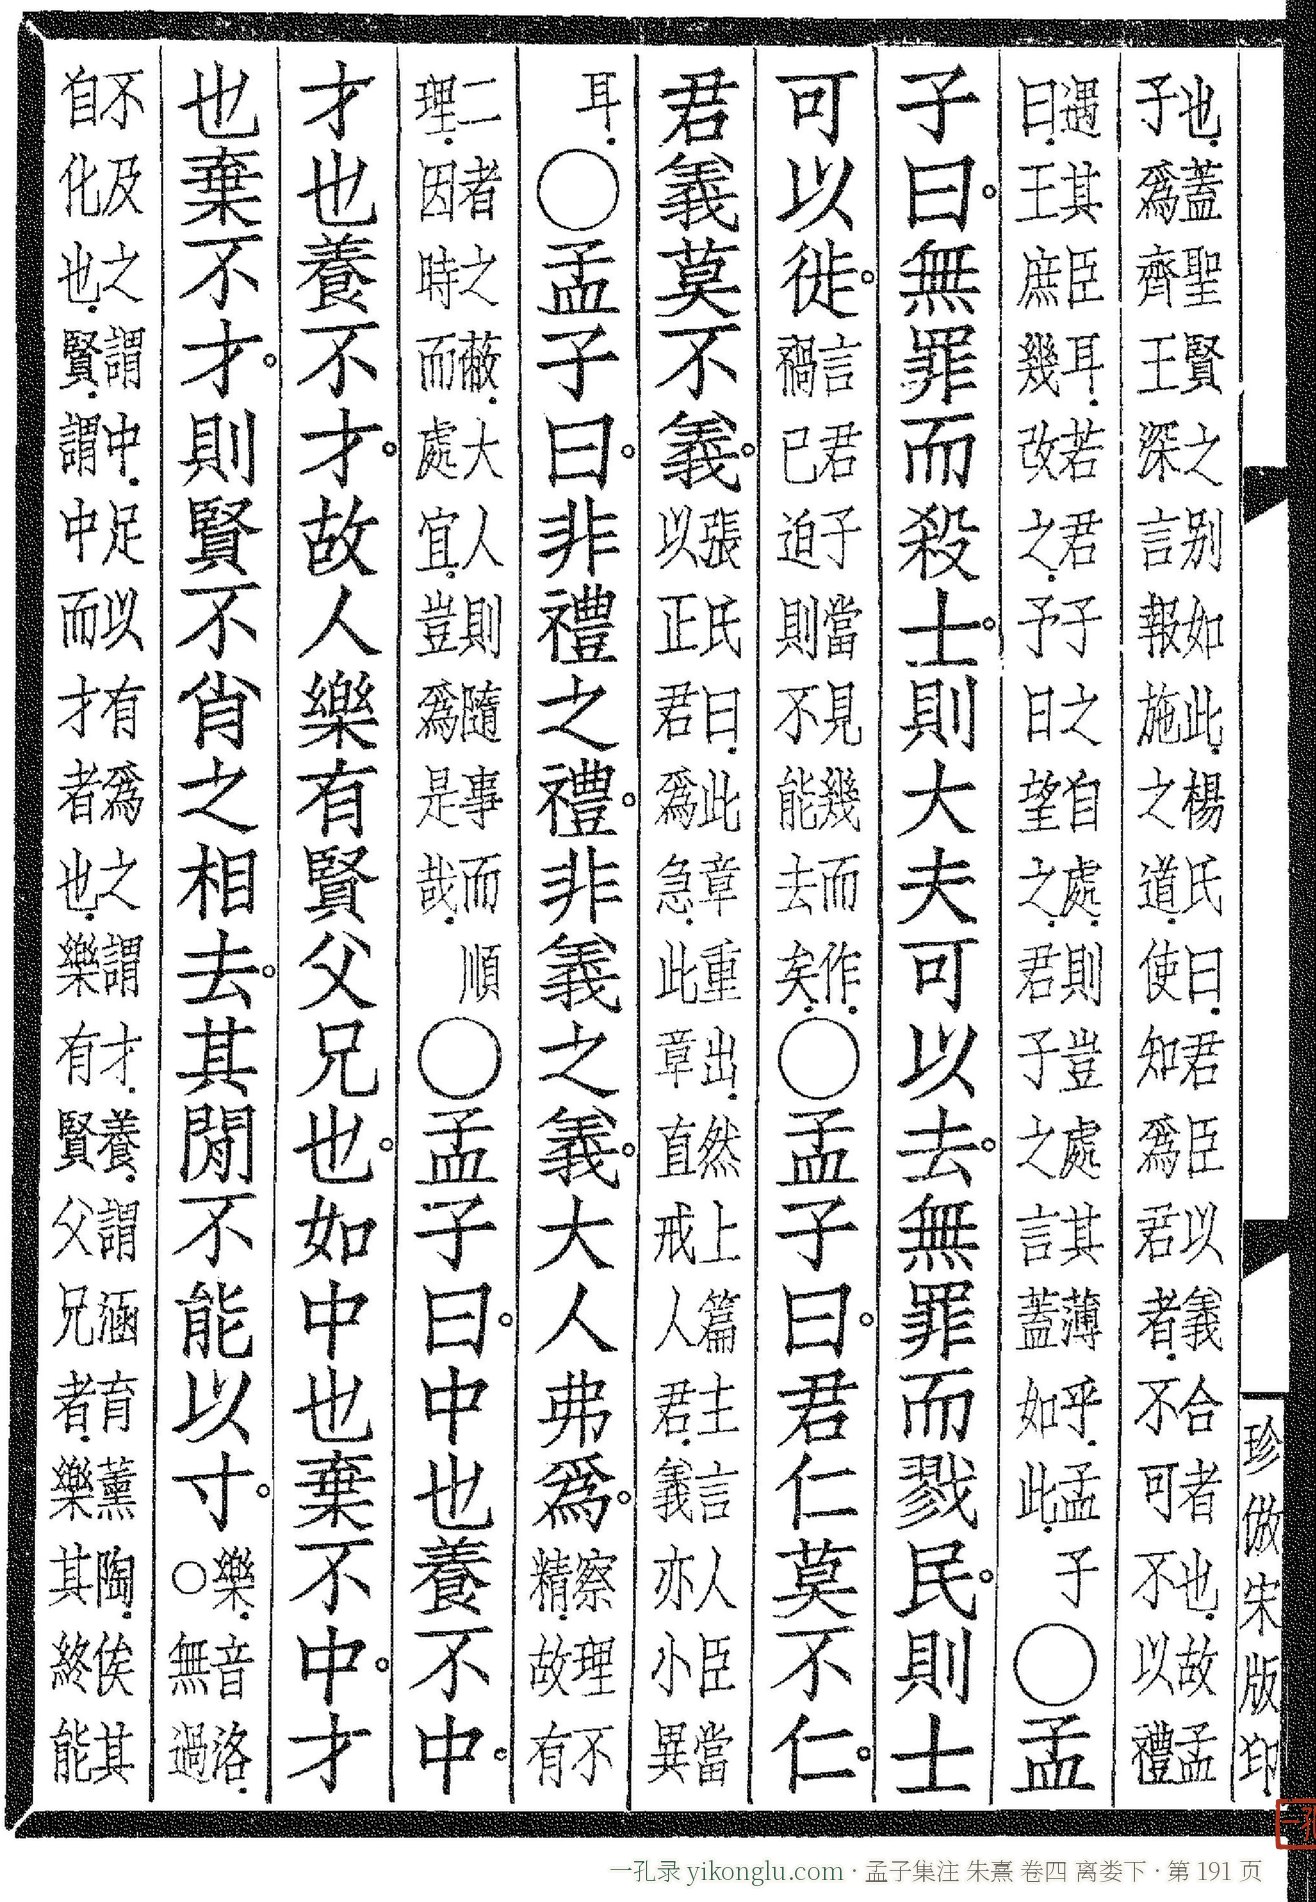 珍倣宋版印
也。蓋聖賢之别如此。楊氏曰。君臣以義合者也。故孟
子爲齊王深言報施之道。使知爲君者。不可不以禮
遇其臣耳。若君子之自處。則豈處其薄乎。孟子
曰。王庶幾改之。予日望之。君子之言蓋如此。○孟
子曰。無罪而殺士。則大夫可以去。無罪而戮民。則士
可以徙。言君子當見幾而作。禍已迫則不能去矣。○孟子曰。君仁莫不仁。
君義莫不義。張氏曰。此章重出。然上篇主言人臣當
以正君爲急。此章直戒人君。義亦小異
耳。○孟子曰。非禮之禮。非義之義。大人弗爲。察理不精。故有
二者之蔽。大人則隨事而順理。因時而處宜。豈爲是哉。○孟子曰。中也養不中。
才也養不才。故人樂有賢父兄也。如中也棄不中。才
也棄不才。則賢不肖之相去。其閒不能以寸。樂。音洛。○無過
不及之謂中。足以有爲之謂才。養。謂涵育薰陶。俟其
自化也。賢。謂中而才者也。樂有賢父兄者。樂其終能
一孔录 yikonglu.com · 孟子集注 朱熹 卷四 离娄下 · 第 191 页